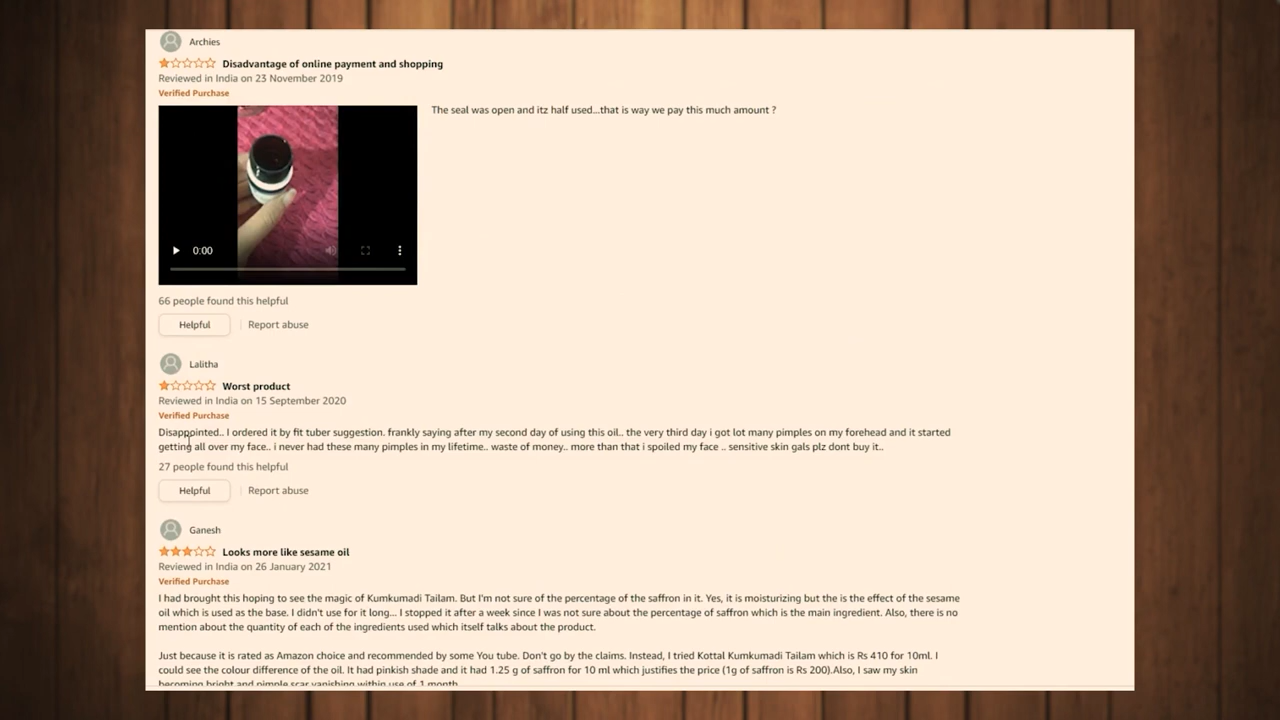 Archies
Disadvantage of online payment and shopping
Reviewed in India on 23 November 2019
Verified Purchase
The seal was open and itz half used...that is way we pay this much amount ?
0:00
66 people found this helpful
Helpful
Report abuse
Lalitha
Worst product
Reviewed in India on 15 September 2020
Verified Purchase
Disappointed.. I ordered it by fit tuber suggestion. frankly saying after my second day of using this oil.. the very third day i got lot many pimples on my forehead and it started
getting all over my face.. i never had these many pimples in my lifetime.. waste of money.. more than that i spoiled my face .. sensitive skin gals plz dont buy it..
27 people found this helpful
Helpful
Report abuse
Ganesh
Looks more like sesame oil
Reviewed in India on 26 January 2021
Verified Purchase
I had brought this hoping to see the magic of Kumkumadi Tailam. But I'm not sure of the percentage of the saffron in it. Yes, it is moisturizing but the is the effect of the sesame
oil which is used as the base. I didn't use for it long... I stopped it after a week since I was not sure about the percentage of saffron which is the main ingredient. Also, there is no
mention about the quantity of each of the ingredients used which itself talks about the product.
Just because it is rated as Amazon choice and recommended by some You tube. Don't go by the claims. Instead, I tried Kottal Kumkumadi Tailam which is Rs 410 for 10ml. I
could see the colour difference of the oil. It had pinkish shade and it had 1.25 g of saffron for 10 ml which justifies the price (1g of saffron is Rs 200).Also, I saw my skin
becoming bright and pimple scar vanishing within use of 1 month